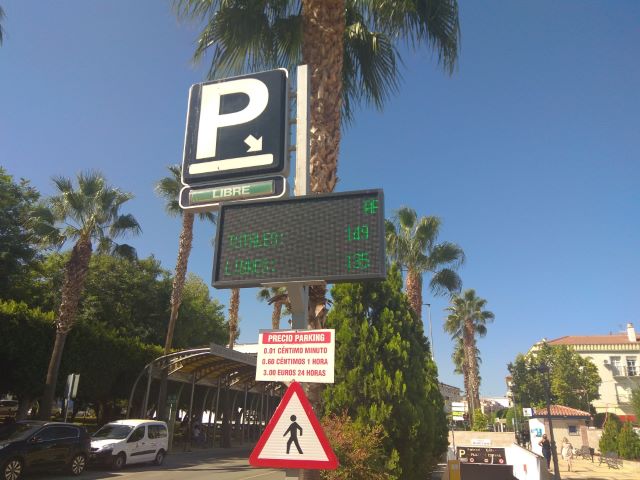 P
LIBRE
TOTALES: 149
LIBRES: 135
PRECIO PARKING
0.01 CÉNTIMO MINUTO
0.60 CÉNTIMOS 1 HORA
3.00 EUROS 24 HORAS
P